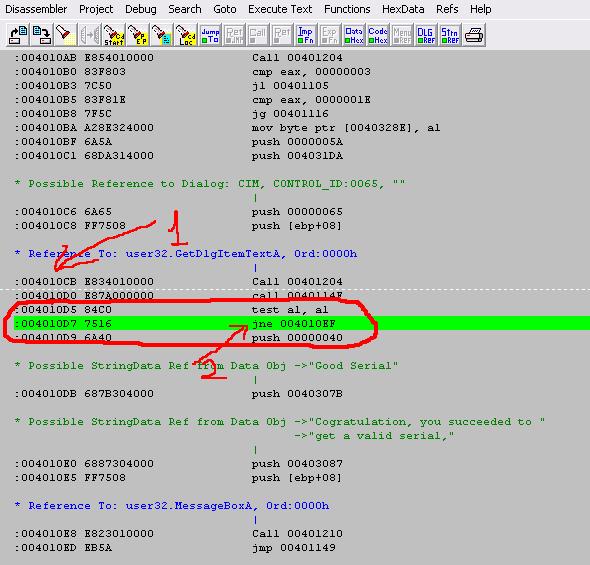 Disassembler Project Debug Search Goto Execute Text Functions HexData Refs Help
Cd Start Cd Loc Jump To Ret JMP Call Ret Imp Fn Exp Fn Data Hex Code Hex Menu Ref DLG Ref Strn Ref
:004010AB E854010000 Call 00401204
:004010B0 83F803 cmp eax, 00000003
:004010B3 7C50 jl 00401105
:004010B5 83F81E cmp eax, 0000001E
:004010B8 7F5C jg 00401116
:004010BA A28E324000 mov byte ptr [0040328E], al
:004010BF 6A5A push 0000005A
:004010C1 68DA314000 push 004031DA
* Possible Reference to Dialog: CIM, CONTROL_ID:0065, ""
|
:004010C6 6A65 push 00000065
:004010C8 FF7508 push [ebp+08]
1
* Reference To: user32.GetDlgItemTextA, Ord:0000h
|
:004010CB E834010000 Call 00401204
:004010D0 E87A000000 call 0040114F
:004010D5 84C0 test al, al
:004010D7 7516 jne 004010EF
:004010D9 6A40 push 00000040
2
* Possible StringData Ref from Data Obj ->"Good Serial"
|
:004010DB 687B304000 push 0040307B
* Possible StringData Ref from Data Obj ->"Cogratulation, you succeeded to "
->"get a valid serial,"
|
:004010E0 6887304000 push 00403087
:004010E5 FF7508 push [ebp+08]
* Reference To: user32.MessageBoxA, Ord:0000h
|
:004010E8 E823010000 Call 00401210
:004010ED EB5A jmp 00401149